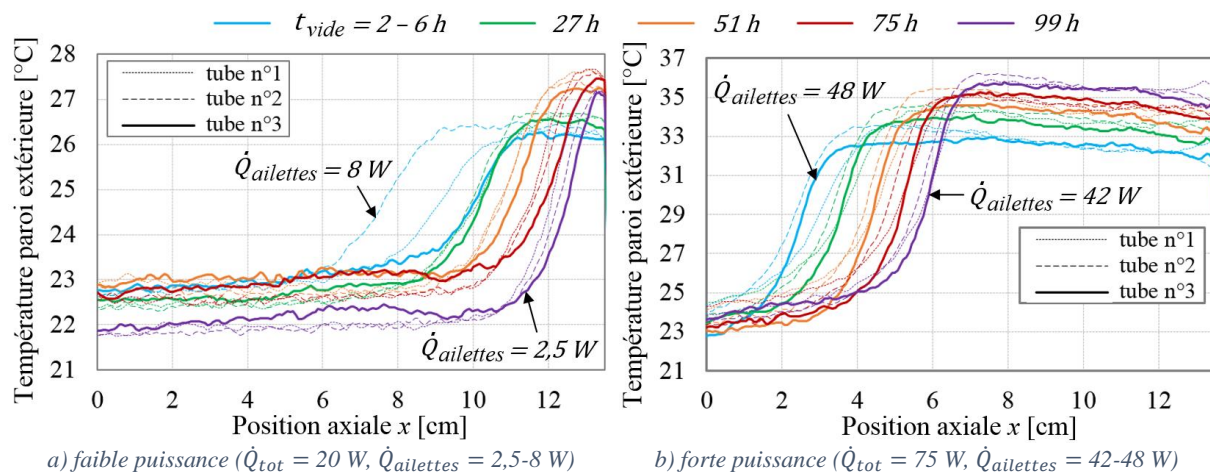 t_vide = 2 – 6 h 27 h 51 h 75 h 99 h
Température paroi extérieure [°C]
28
27
26
25
24
23
22
21
tube n°1
tube n°2
tube n°3
Q̇_ailettes = 8 W
Q̇_ailettes = 2,5 W
0 2 4 6 8 10 12
Position axiale x [cm]
a) faible puissance (Q̇_tot = 20 W, Q̇_ailettes = 2,5-8 W)
Température paroi extérieure [°C]
37
35
33
31
29
27
25
23
21
Q̇_ailettes = 48 W
Q̇_ailettes = 42 W
tube n°1
tube n°2
tube n°3
0 2 4 6 8 10 12
Position axiale x [cm]
b) forte puissance (Q̇_tot = 75 W, Q̇_ailettes = 42-48 W)